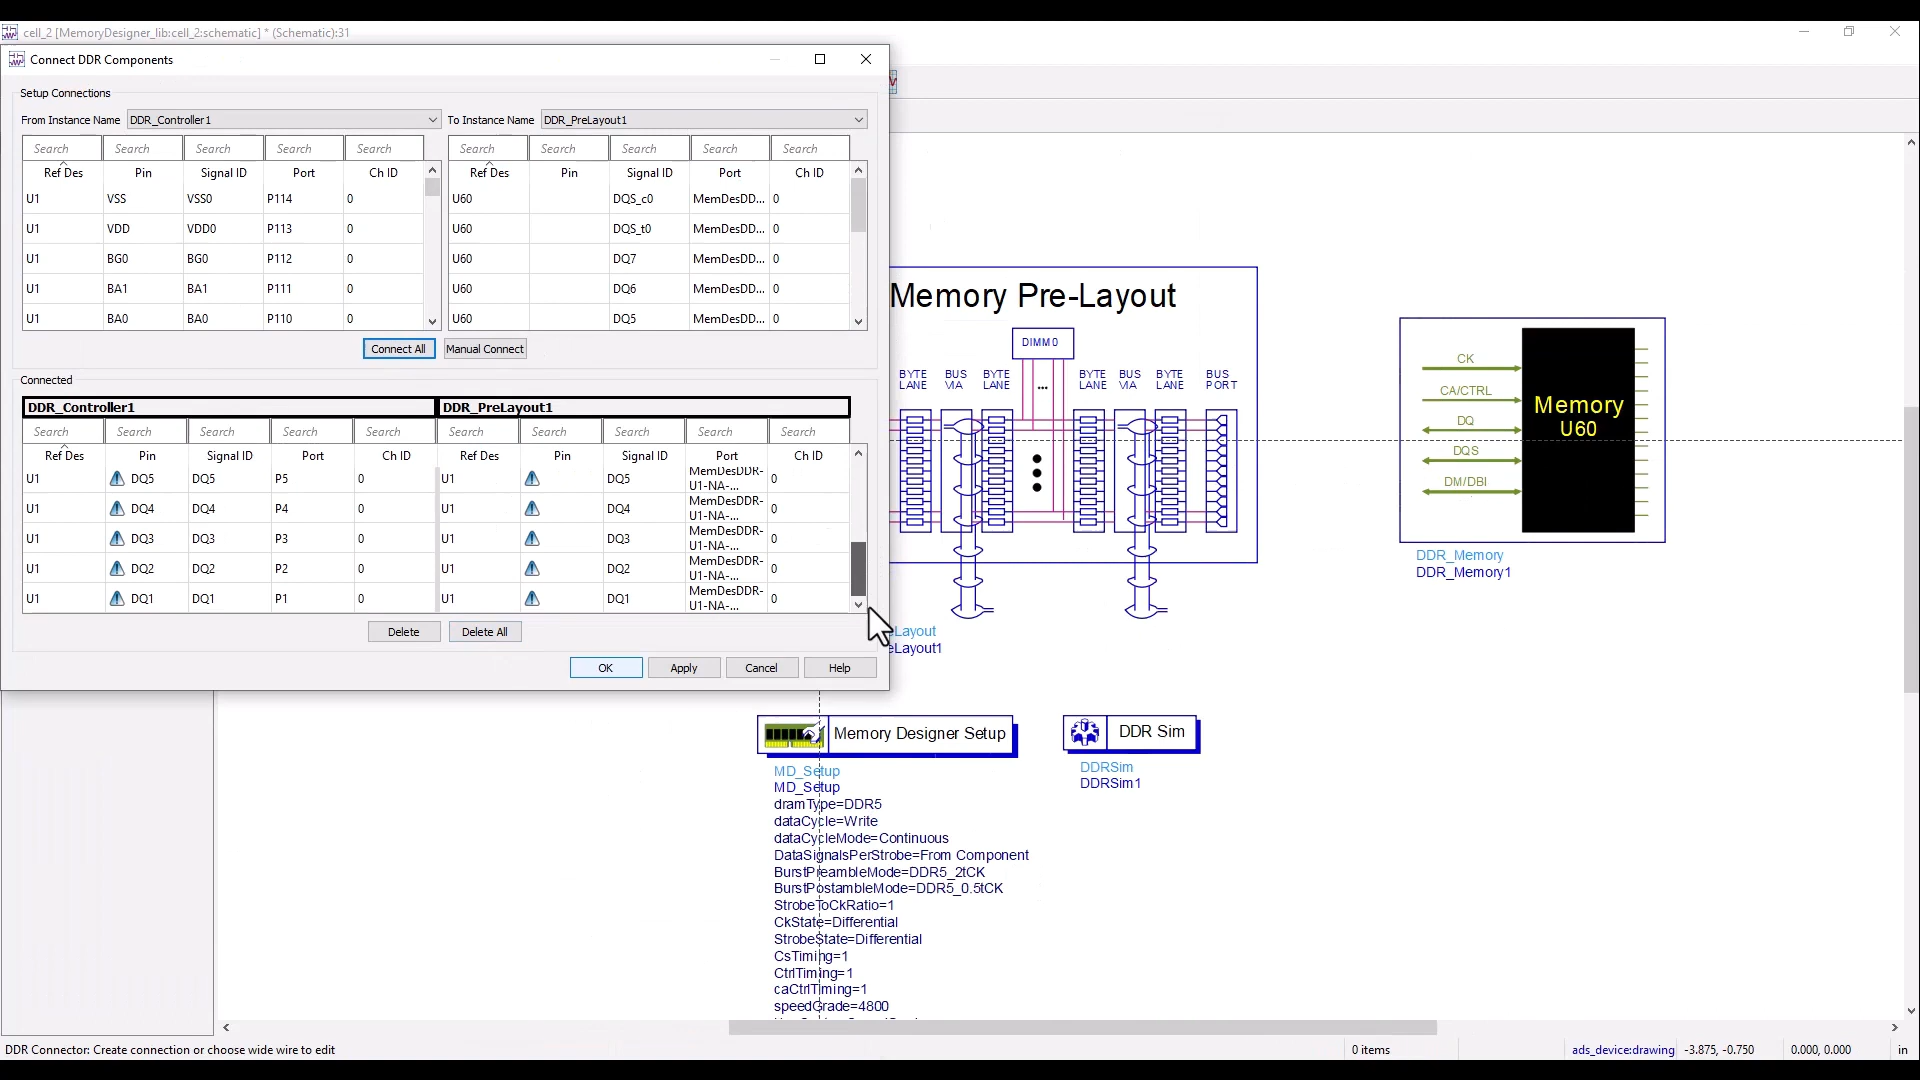 cell_2 [MemoryDesigner_lib:cell_2:schematic] * (Schematic):31
Connect DDR Components
Setup Connections
From Instance Name DDR_Controller1 To Instance Name DDR_PreLayout1
Search Search Search Search Search Search Search Search Search Search
Ref Des Pin Signal ID Port Ch ID Ref Des Pin Signal ID Port Ch ID
U1 VSS VSS0 P114 0 U60 DQS_c0 MemDesDD... 0
U1 VDD VDD0 P113 0 U60 DQS_t0 MemDesDD... 0
U1 BG0 BG0 P112 0 U60 DQ7 MemDesDD... 0
U1 BA1 BA1 P111 0 U60 DQ6 MemDesDD... 0
U1 BA0 BA0 P110 0 U60 DQ5 MemDesDD... 0
Connect All Manual Connect
Connected
DDR_Controller1 DDR_PreLayout1
Search Search Search Search Search Search Search Search Search Search
Ref Des Pin Signal ID Port Ch ID Ref Des Pin Signal ID Port Ch ID
U1 DQ5 DQ5 P5 0 U1 DQ5 MemDesDDR-U1-NA-... 0
U1 DQ4 DQ4 P4 0 U1 DQ4 MemDesDDR-U1-NA-... 0
U1 DQ3 DQ3 P3 0 U1 DQ3 MemDesDDR-U1-NA-... 0
U1 DQ2 DQ2 P2 0 U1 DQ2 MemDesDDR-U1-NA-... 0
U1 DQ1 DQ1 P1 0 U1 DQ1 MemDesDDR-U1-NA-... 0
Delete Delete All
OK Apply Cancel Help
Memory Pre-Layout
DIMM0
BYTE LANE BUS VIA BYTE LANE ... BYTE LANE BUS VIA BYTE LANE BUS PORT
eLayout
eLayout1
CK
CA/CTRL
DQ
DQS
DM/DBI
Memory
U60
DDR_Memory
DDR_Memory1
Memory Designer Setup
MD_Setup
MD_Setup
dramType=DDR5
dataCycle=Write
dataCycleMode=Continuous
DataSignalsPerStrobe=From Component
BurstPreambleMode=DDR5_2tCK
BurstPostambleMode=DDR5_0.5tCK
StrobeToCkRatio=1
CkState=Differential
StrobeState=Differential
CsTiming=1
CtrlTiming=1
caCtrlTiming=1
speedGrade=4800
DDR Sim
DDRSim
DDRSim1
DDR Connector: Create connection or choose wide wire to edit 0 items ads_device:drawing -3.875, -0.750 0.000, 0.000 in